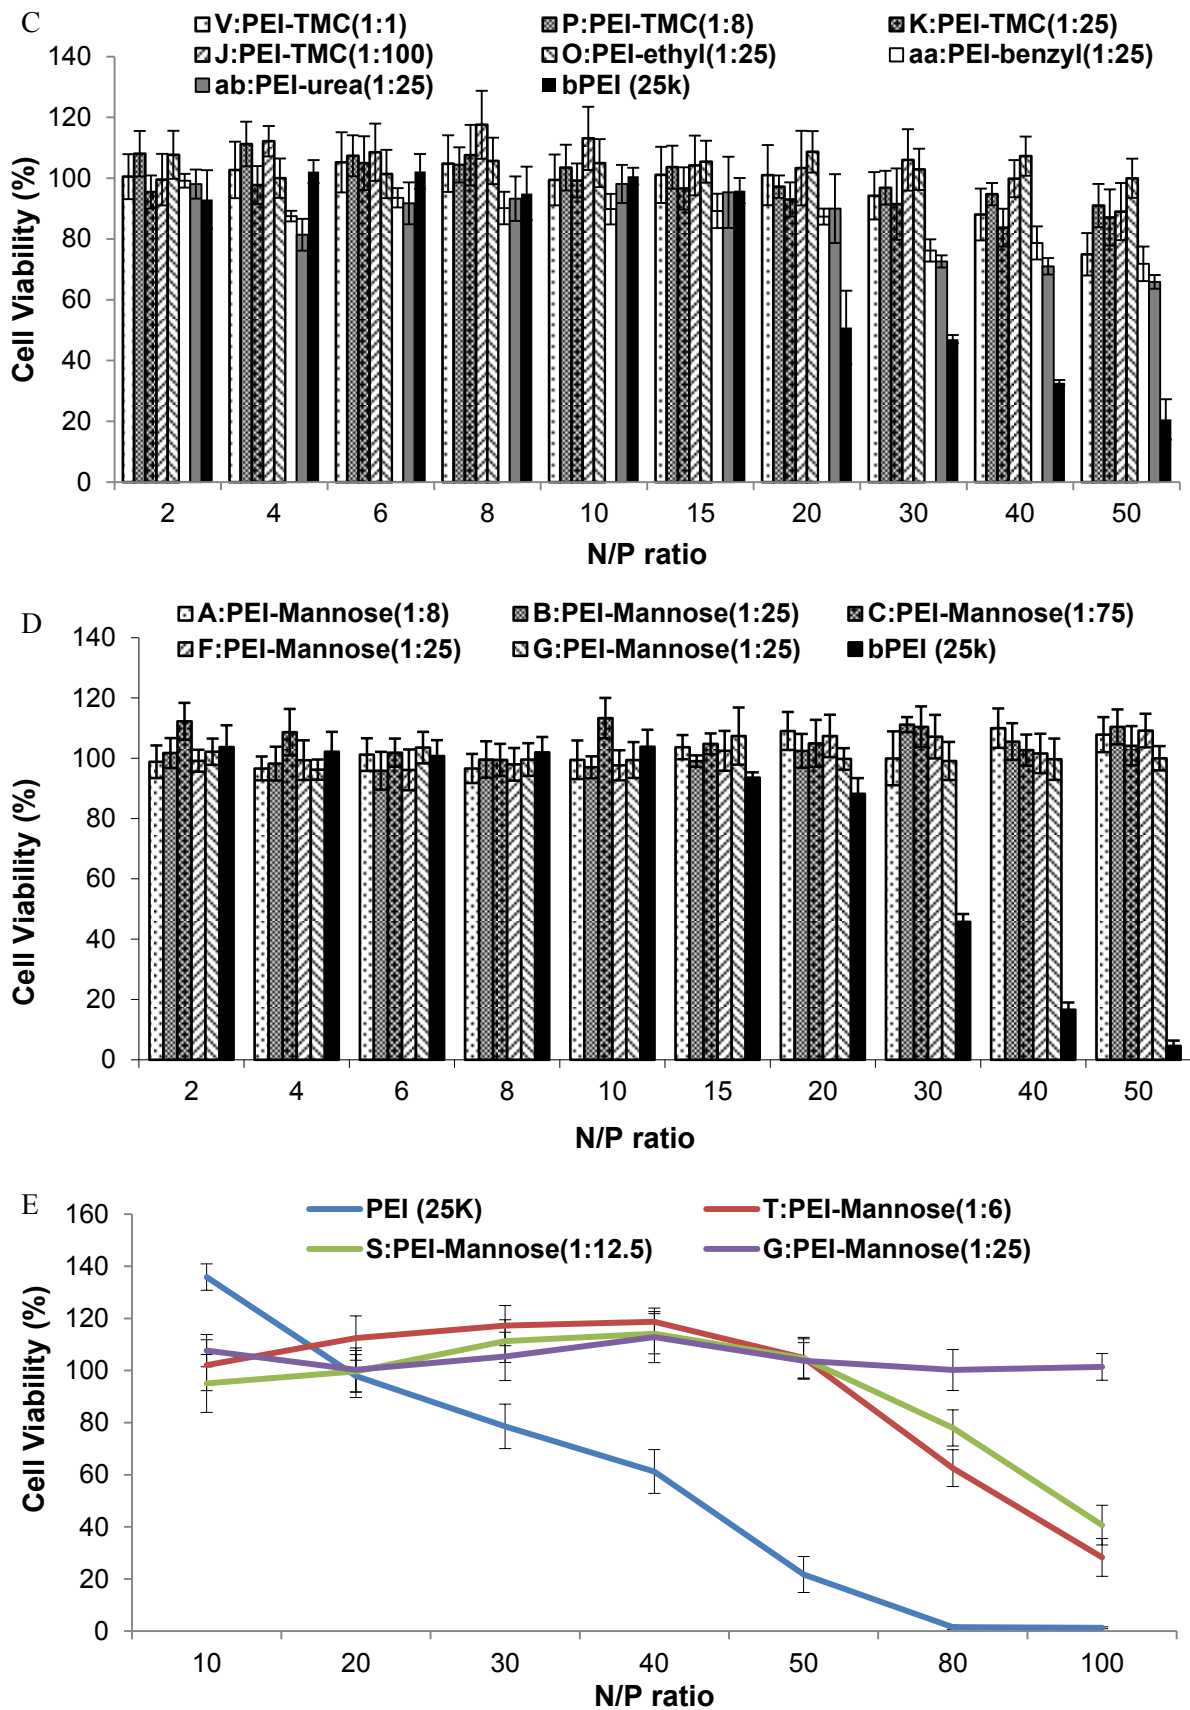 C
V:PEI-TMC(1:1) P:PEI-TMC(1:8) K:PEI-TMC(1:25)
J:PEI-TMC(1:100) O:PEI-ethyl(1:25) aa:PEI-benzyl(1:25)
ab:PEI-urea(1:25) bPEI (25k)
140
120
100
80
60
40
20
0
Cell Viability (%)
2 4 6 8 10 15 20 30 40 50
N/P ratio
D
A:PEI-Mannose(1:8) B:PEI-Mannose(1:25) C:PEI-Mannose(1:75)
F:PEI-Mannose(1:25) G:PEI-Mannose(1:25) bPEI (25k)
140
120
100
80
60
40
20
0
Cell Viability (%)
2 4 6 8 10 15 20 30 40 50
N/P ratio
E
PEI (25K) T:PEI-Mannose(1:6)
S:PEI-Mannose(1:12.5) G:PEI-Mannose(1:25)
160
140
120
100
80
60
40
20
0
Cell Viability (%)
10 20 30 40 50 80 100
N/P ratio